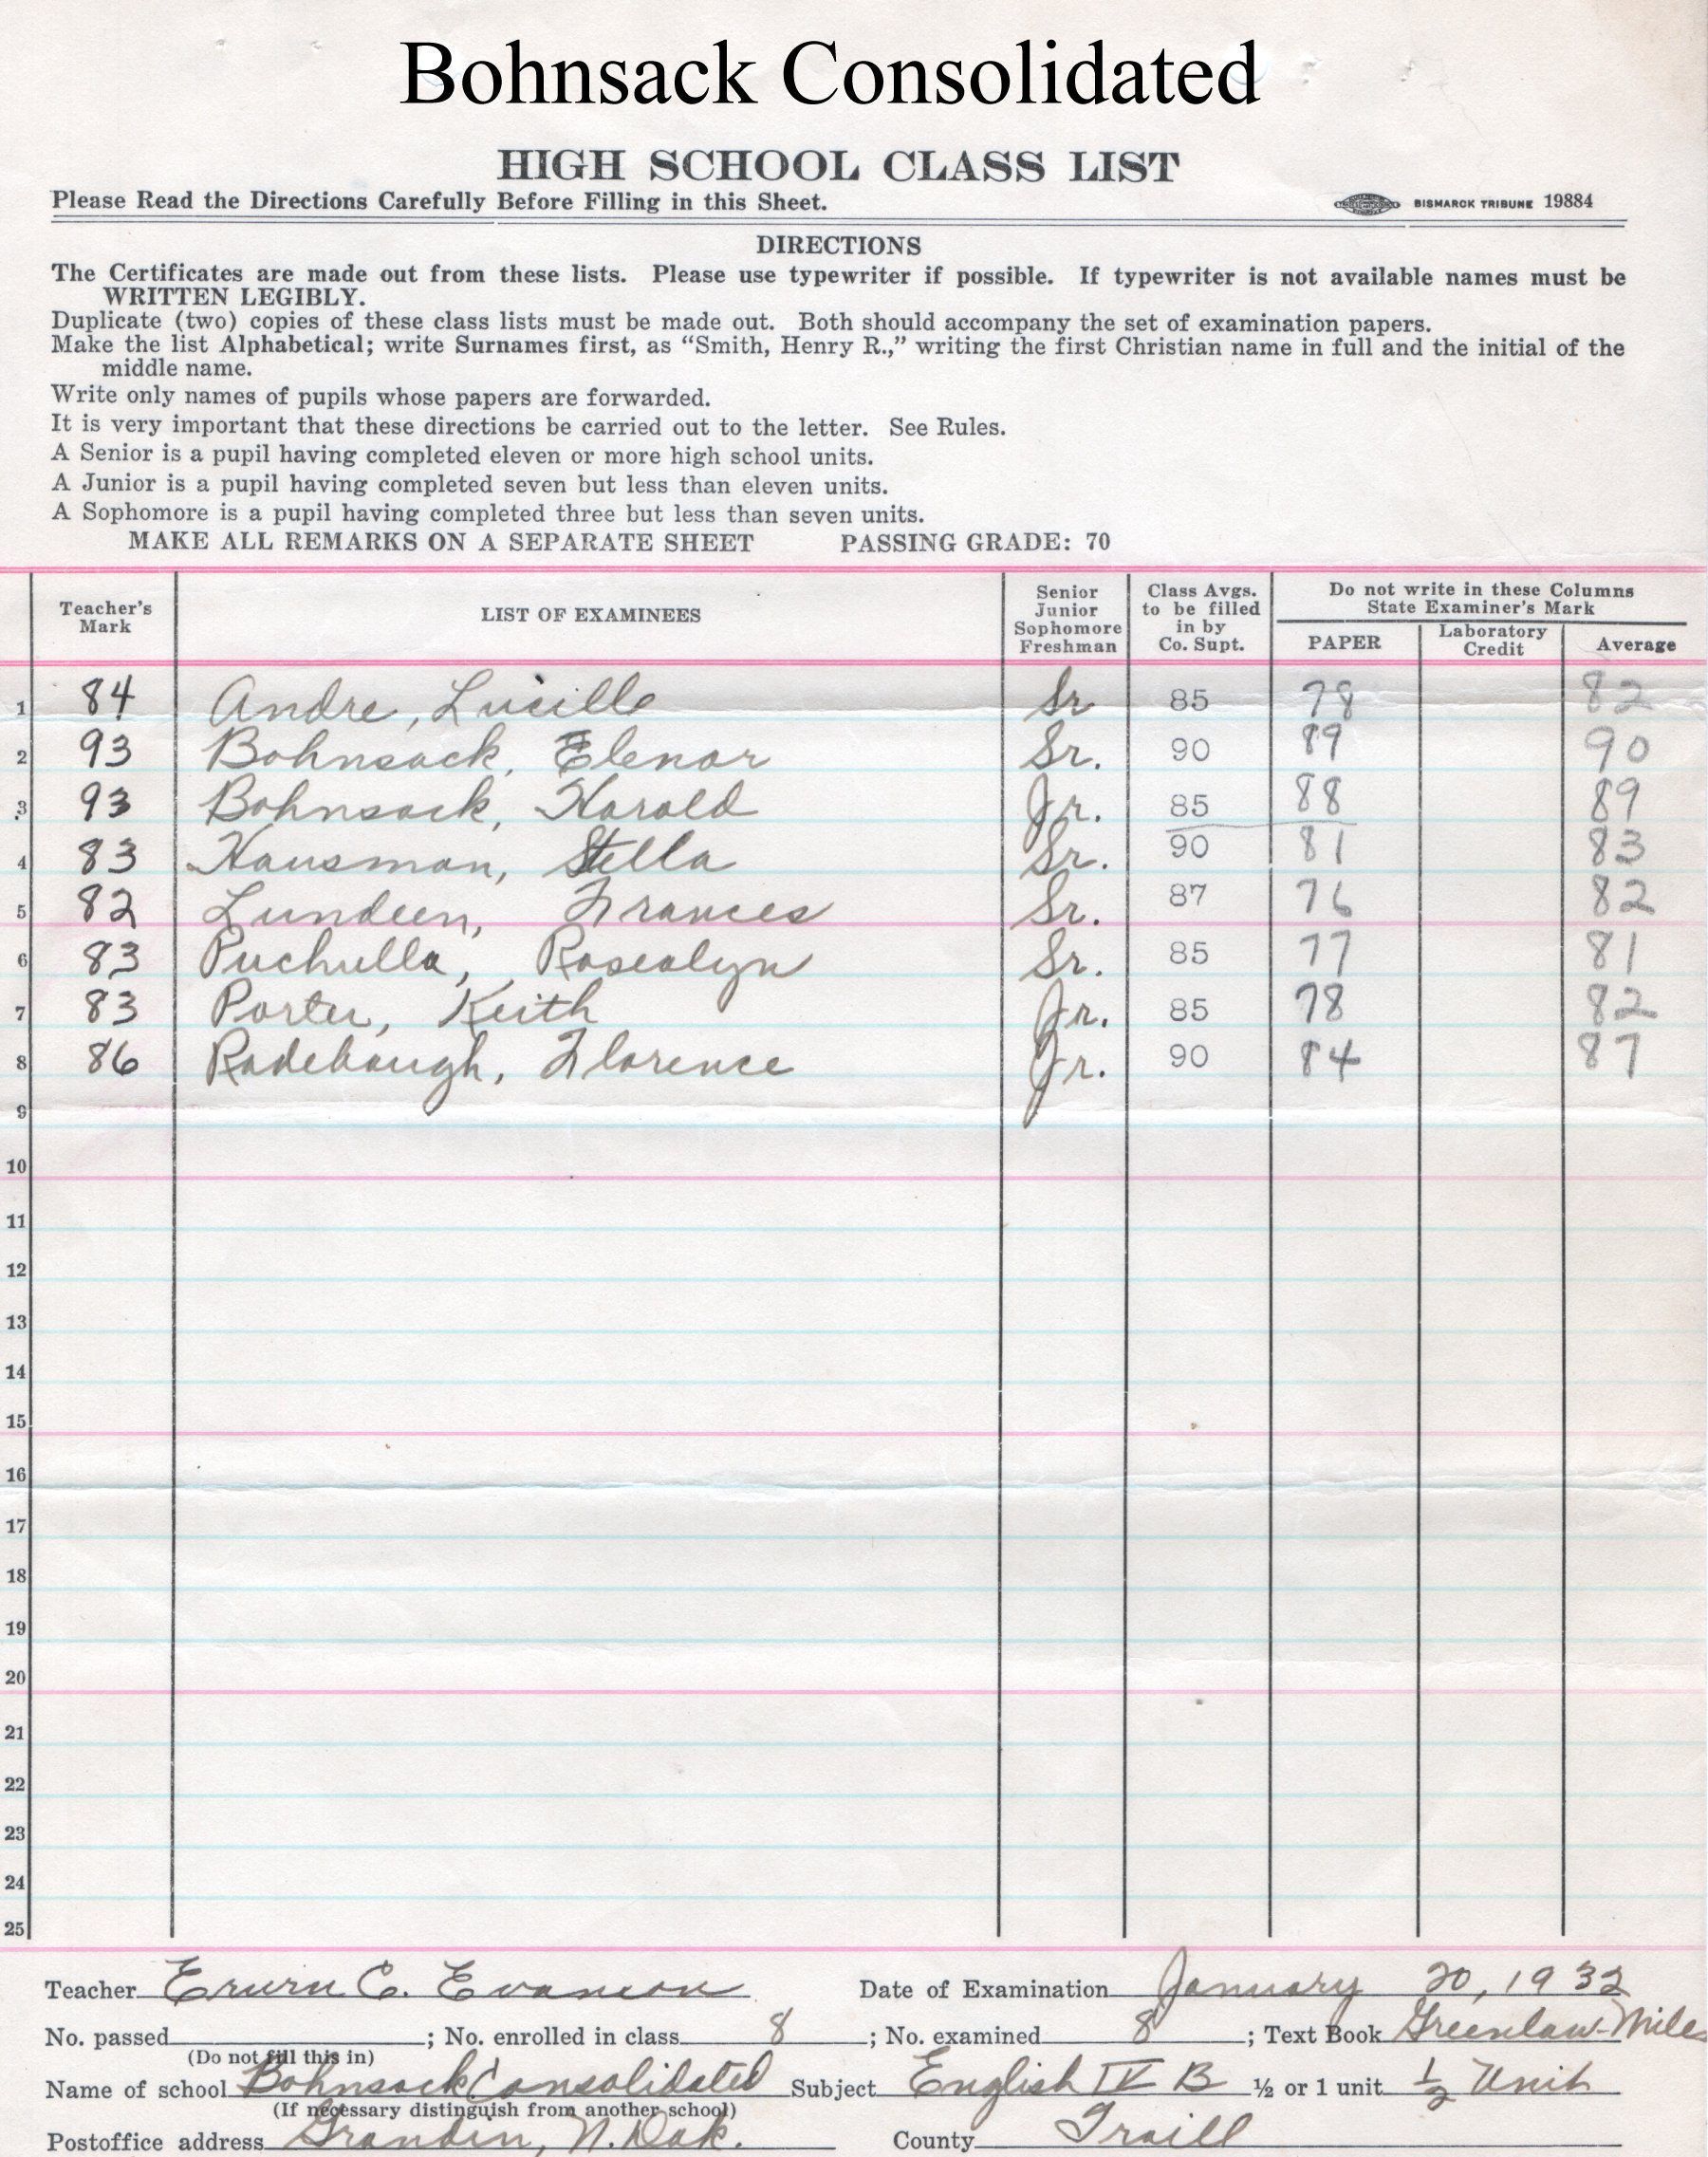 Bohnsack Consolidated
HIGH SCHOOL CLASS LIST
Please Read the Directions Carefully Before Filling in this Sheet. BISMARCK TRIBUNE 19884
DIRECTIONS
The Certificates are made out from these lists. Please use typewriter if possible. If typewriter is not available names must be
WRITTEN LEGIBLY.
Duplicate (two) copies of these class lists must be made out. Both should accompany the set of examination papers.
Make the list Alphabetical; write Surnames first, as “Smith, Henry R.,” writing the first Christian name in full and the initial of the
middle name.
Write only names of pupils whose papers are forwarded.
It is very important that these directions be carried out to the letter. See Rules.
A Senior is a pupil having completed eleven or more high school units.
A Junior is a pupil having completed seven but less than eleven units.
A Sophomore is a pupil having completed three but less than seven units.
MAKE ALL REMARKS ON A SEPARATE SHEET PASSING GRADE: 70
Teacher's
Mark
LIST OF EXAMINEES
Senior
Junior
Sophomore
Freshman
Class Avgs.
to be filled
in by
Co. Supt.
Do not write in these Columns
State Examiner's Mark
PAPER
Laboratory
Credit
Average
1 84 Andre, Lucille Sr 85 78 82
2 93 Bohnsack, Elenor Sr. 90 89 90
3 93 Bohnsack, Harold Jr. 85 88 89
4 83 Hausman, Stella Sr. 90 81 83
5 82 Lundeen, Frances Sr. 87 76 82
6 83 Puchulla, Rosealyn Sr. 85 77 81
7 83 Porter, Keith Jr. 85 78 82
8 86 Radebaugh, Florence Jr. 90 84 87
9
10
11
12
13
14
15
16
17
18
19
20
21
22
23
24
25
Teacher Erwin C. Evanson Date of Examination January 20, 1932
No. passed ; No. enrolled in class 8 ; No. examined 8 ; Text Book Greenlaw-Miles
(Do not fill this in)
Name of school Bohnsack Consolidated Subject English IV B ½ or 1 unit ½ Unit
(If necessary distinguish from another school)
Postoffice address Grandin, N. Dak. County Traill